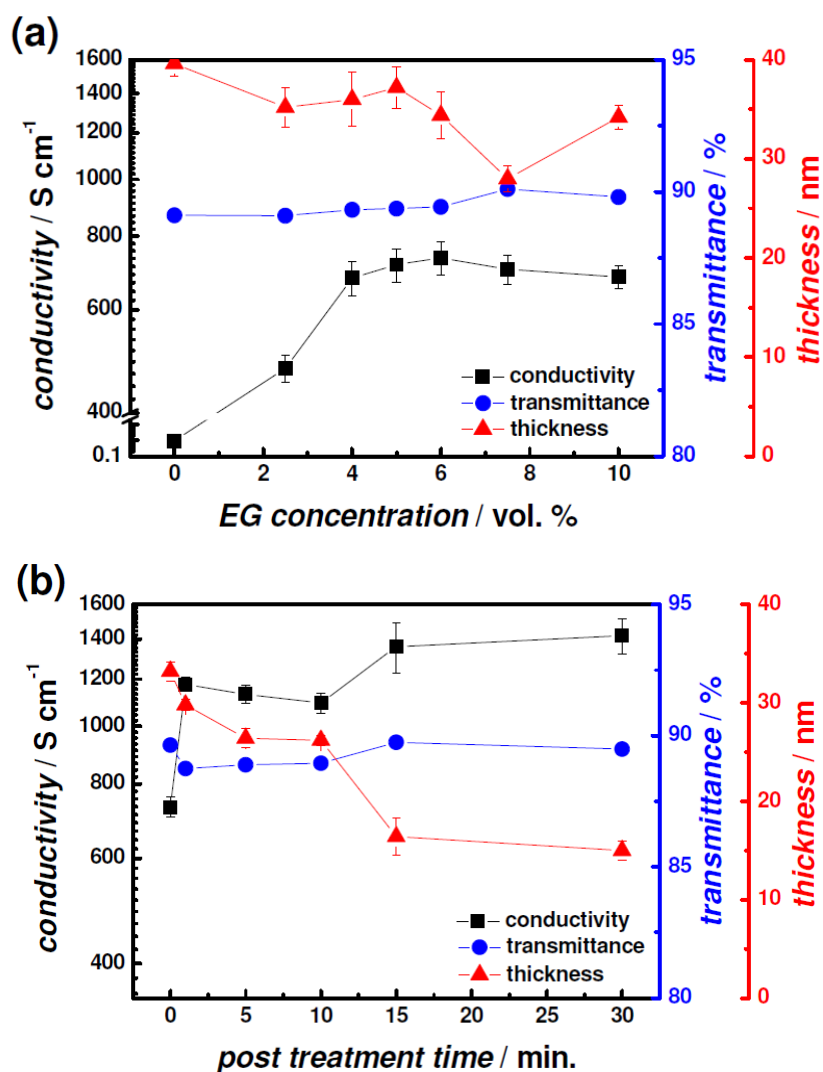 (a)
1600
1400
1200
1000
800
600
400
0.1
conductivity / S cm⁻¹
0 2 4 6 8 10
EG concentration / vol. %
95
90
85
80
transmittance / %
40
30
20
10
0
thickness / nm
conductivity
transmittance
thickness
(b)
1600
1400
1200
1000
800
600
400
conductivity / S cm⁻¹
0 5 10 15 20 25 30
post treatment time / min.
95
90
85
80
transmittance / %
40
30
20
10
0
thickness / nm
conductivity
transmittance
thickness